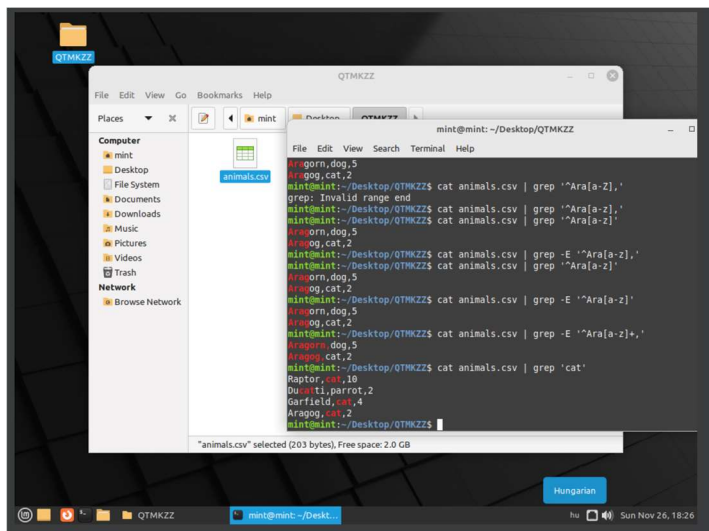 QTMKZZ
QTMKZZ
File Edit View Go Bookmarks Help
Places
mint Desktop QTMKZZ
Computer
mint
Desktop
File System
Documents
Downloads
Music
Pictures
Videos
Trash
Network
Browse Network
animals.csv
"animals.csv" selected (203 bytes), Free space: 2.0 GB
mint@mint: ~/Desktop/QTMKZZ
File Edit View Search Terminal Help
Aragorn,dog,5
Aragog,cat,2
mint@mint:~/Desktop/QTMKZZ$ cat animals.csv | grep '^Ara[a-Z],'
grep: Invalid range end
mint@mint:~/Desktop/QTMKZZ$ cat animals.csv | grep '^Ara[a-z],'
mint@mint:~/Desktop/QTMKZZ$ cat animals.csv | grep '^Ara[a-z]'
Aragorn,dog,5
Aragog,cat,2
mint@mint:~/Desktop/QTMKZZ$ cat animals.csv | grep -E '^Ara[a-z],'
mint@mint:~/Desktop/QTMKZZ$ cat animals.csv | grep '^Ara[a-z]'
Aragorn,dog,5
Aragog,cat,2
mint@mint:~/Desktop/QTMKZZ$ cat animals.csv | grep -E '^Ara[a-z]'
Aragorn,dog,5
Aragog,cat,2
mint@mint:~/Desktop/QTMKZZ$ cat animals.csv | grep -E '^Ara[a-z]+,'
Aragorn,dog,5
Aragog,cat,2
mint@mint:~/Desktop/QTMKZZ$ cat animals.csv | grep 'cat'
Raptor,cat,10
Ducatti,parrot,2
Garfield,cat,4
Aragog,cat,2
mint@mint:~/Desktop/QTMKZZ$
Hungarian
QTMKZZ
mint@mint: ~/Deskt...
hu
Sun Nov 26, 18:26